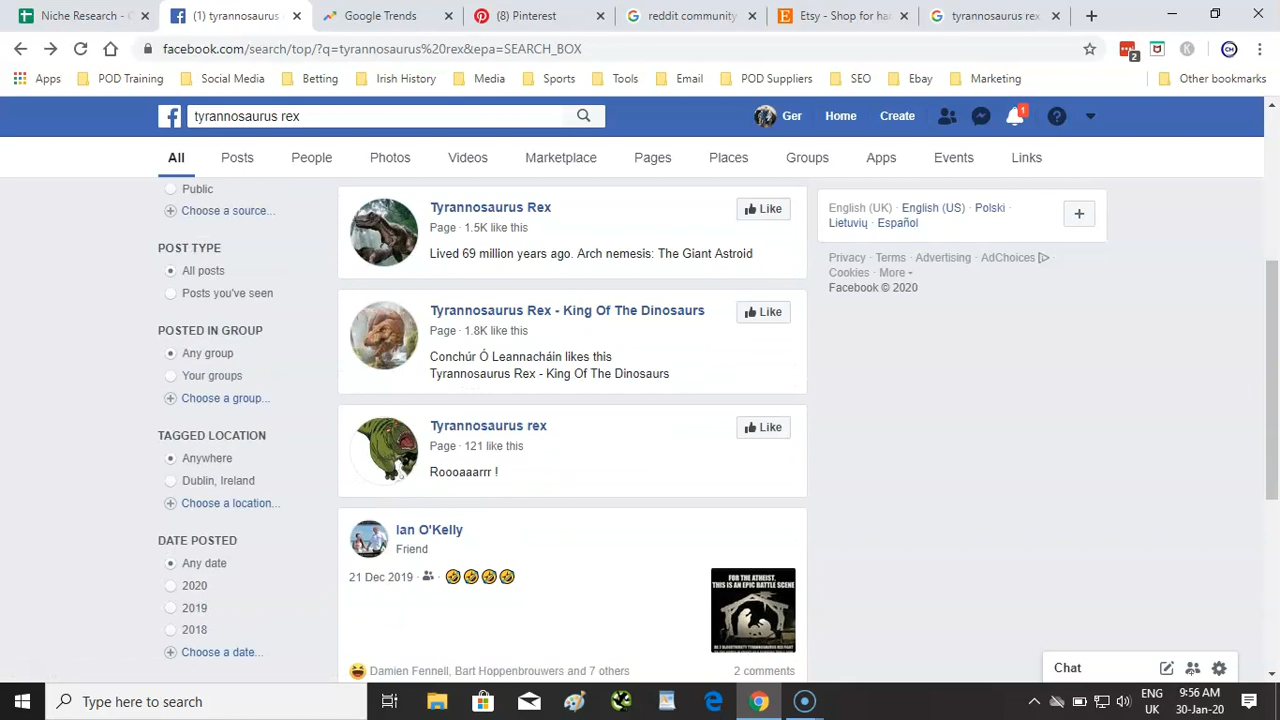 Niche Research - C
(1) tyrannosaurus
Google Trends
(8) Pinterest
reddit community
Etsy - Shop for ha
tyrannosaurus rex
facebook.com/search/top/?q=tyrannosaurus%20rex&epa=SEARCH_BOX
2
K
CH
Apps
POD Training
Social Media
Betting
Irish History
Media
Sports
Tools
Email
POD Suppliers
SEO
Ebay
Marketing
Other bookmarks
tyrannosaurus rex
Ger
Home
Create
1
All
Posts
People
Photos
Videos
Marketplace
Pages
Places
Groups
Apps
Events
Links
Public
Choose a source...
POST TYPE
All posts
Posts you've seen
POSTED IN GROUP
Any group
Your groups
Choose a group...
TAGGED LOCATION
Anywhere
Dublin, Ireland
Choose a location...
DATE POSTED
Any date
2020
2019
2018
Choose a date...
Tyrannosaurus Rex
Page · 1.5K like this
Lived 69 million years ago. Arch nemesis: The Giant Astroid
Like
Tyrannosaurus Rex - King Of The Dinosaurs
Page · 1.8K like this
Conchúr Ó Leannacháin likes this
Tyrannosaurus Rex - King Of The Dinosaurs
Like
Tyrannosaurus rex
Page · 121 like this
Roooaaarrr !
Like
Ian O'Kelly
Friend
21 Dec 2019 ·
FOR THE ATHEIST,
THIS IS AN EPIC BATTLE SCENE
Damien Fennell, Bart Hoppenbrouwers and 7 others
2 comments
English (UK) · English (US) · Polski ·
Lietuvių · Español
Privacy · Terms · Advertising · AdChoices
Cookies · More
Facebook © 2020
Chat
Type here to search
ENG
UK
9:56 AM
30-Jan-20